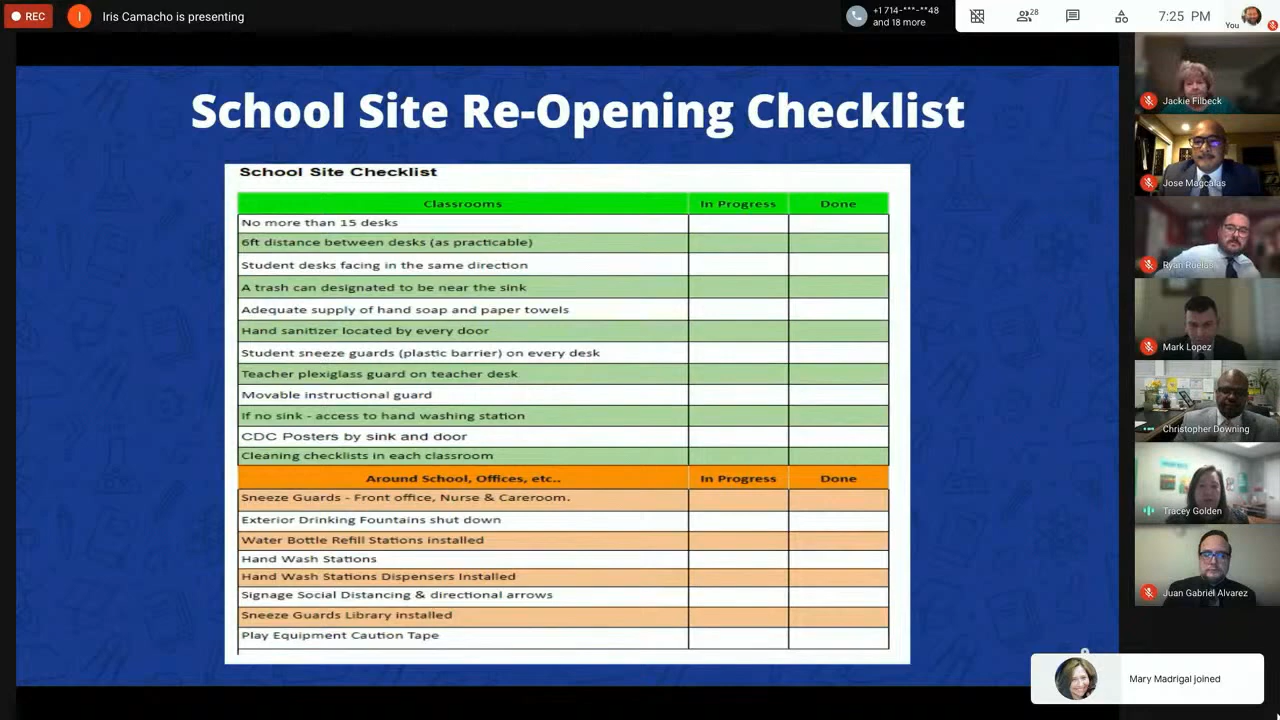 REC
I
Iris Camacho is presenting
+1 714-***-**48
and 18 more
28
7:25 PM
You
School Site Re-Opening Checklist
School Site Checklist
Classrooms In Progress Done
No more than 15 desks
6ft distance between desks (as practicable)
Student desks facing in the same direction
A trash can designated to be near the sink
Adequate supply of hand soap and paper towels
Hand sanitizer located by every door
Student sneeze guards (plastic barrier) on every desk
Teacher plexiglass guard on teacher desk
Movable instructional guard
If no sink - access to hand washing station
CDC Posters by sink and door
Cleaning checklists in each classroom
Around School, Offices, etc.. In Progress Done
Sneeze Guards - Front office, Nurse & Careroom.
Exterior Drinking Fountains shut down
Water Bottle Refill Stations installed
Hand Wash Stations
Hand Wash Stations Dispensers Installed
Signage Social Distancing & directional arrows
Sneeze Guards Library installed
Play Equipment Caution Tape
Jackie Filbeck
Jose Magcalas
Ryan Ruelas
Mark Lopez
Christopher Downing
Tracey Golden
Juan Gabriel Alvarez
Mary Madrigal joined